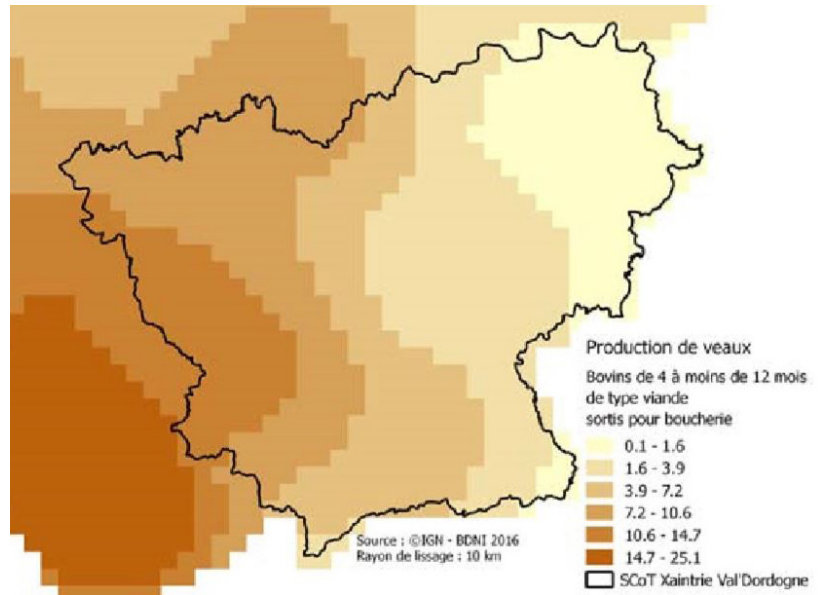 Production de veaux
Bovins de 4 à moins de 12 mois
de type viande
sortis pour boucherie
0.1 - 1.6
1.6 - 3.9
3.9 - 7.2
7.2 - 10.6
10.6 - 14.7
14.7 - 25.1
SCoT Xaintrie Val'Dordogne
Source : ©IGN - BDNI 2016
Rayon de lissage : 10 km